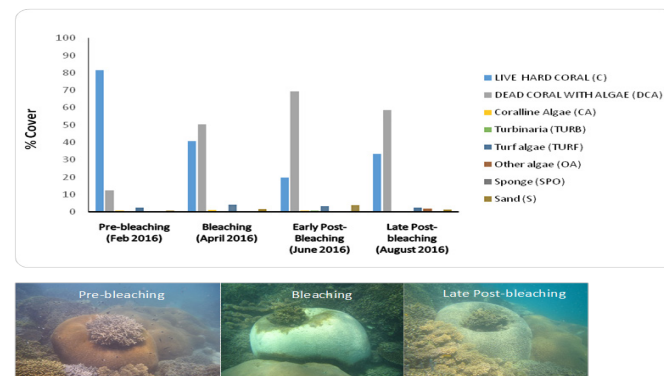 100
90
80
70
60
50
40
30
20
10
0
% Cover
Pre-bleaching
(Feb 2016)
Bleaching
(April 2016)
Early Post-
Bleaching
(June 2016)
Late Post-
bleaching
(August 2016)
LIVE HARD CORAL (C)
DEAD CORAL WITH ALGAE (DCA)
Coralline Algae (CA)
Turbinaria (TURB)
Turf algae (TURF)
Other algae (OA)
Sponge (SPO)
Sand (S)
Pre-bleaching
Bleaching
Late Post-bleaching